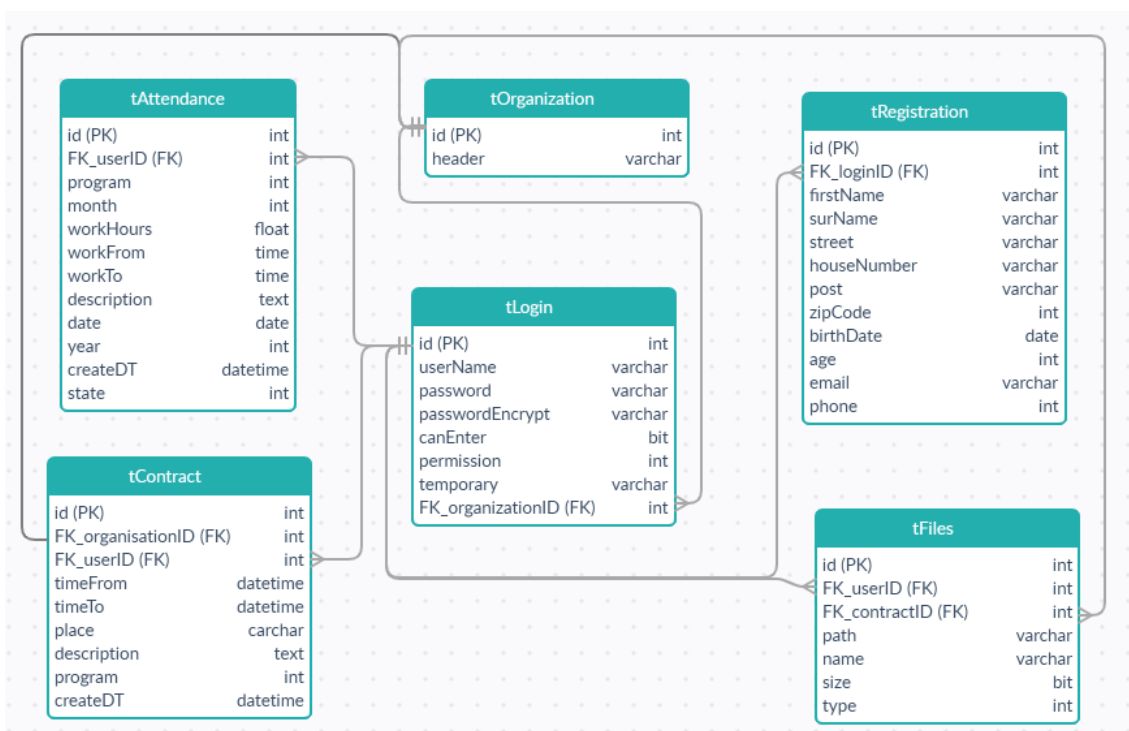 tAttendance
id (PK) int
FK_userID (FK) int
program int
month int
workHours float
workFrom time
workTo time
description text
date date
year int
createDT datetime
state int
tOrganization
id (PK) int
header varchar
tRegistration
id (PK) int
FK_loginID (FK) int
firstName varchar
surName varchar
street varchar
houseNumber varchar
post varchar
zipCode int
birthDate date
age int
email varchar
phone int
tLogin
id (PK) int
userName varchar
password varchar
passwordEncrypt varchar
canEnter bit
permission int
temporary varchar
FK_organizationID (FK) int
tContract
id (PK) int
FK_organisationID (FK) int
FK_userID (FK) int
timeFrom datetime
timeTo datetime
place carchar
description text
program int
createDT datetime
tFiles
id (PK) int
FK_userID (FK) int
FK_contractID (FK) int
path varchar
name varchar
size bit
type int